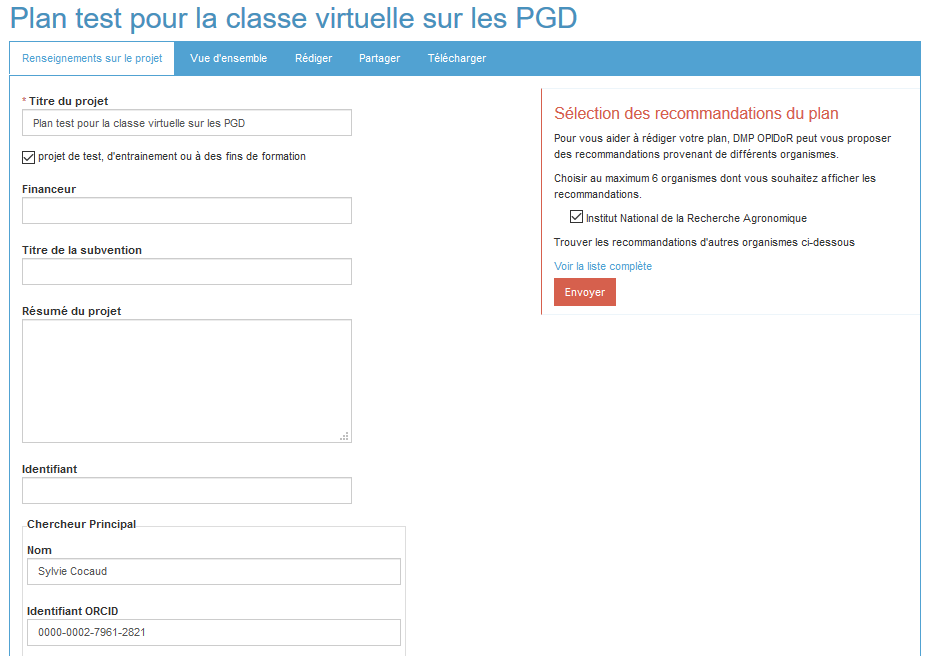 Plan test pour la classe virtuelle sur les PGD
Renseignements sur le projet
Vue d'ensemble
Rédiger
Partager
Télécharger
* Titre du projet
Plan test pour la classe virtuelle sur les PGD
projet de test, d'entrainement ou à des fins de formation
Financeur
Titre de la subvention
Résumé du projet
Identifiant
Chercheur Principal
Nom
Sylvie Cocaud
Identifiant ORCID
0000-0002-7961-2821
Sélection des recommandations du plan
Pour vous aider à rédiger votre plan, DMP OPIDoR peut vous proposer
des recommandations provenant de différents organismes.
Choisir au maximum 6 organismes dont vous souhaitez afficher les
recommandations.
Institut National de la Recherche Agronomique
Trouver les recommandations d'autres organismes ci-dessous
Voir la liste complète
Envoyer